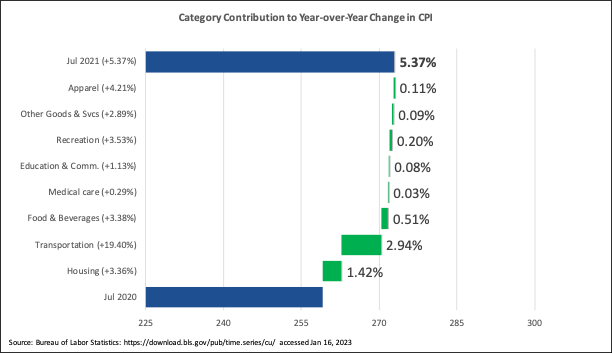 Category Contribution to Year-over-Year Change in CPI
Jul 2021 (+5.37%) 5.37%
Apparel (+4.21%) 0.11%
Other Goods & Svcs (+2.89%) 0.09%
Recreation (+3.53%) 0.20%
Education & Comm. (+1.13%) 0.08%
Medical care (+0.29%) 0.03%
Food & Beverages (+3.38%) 0.51%
Transportation (+19.40%) 2.94%
Housing (+3.36%) 1.42%
Jul 2020
225 240 255 270 285 300
Source: Bureau of Labor Statistics: https://download.bls.gov/pub/time.series/cu/ accessed Jan 16, 2023